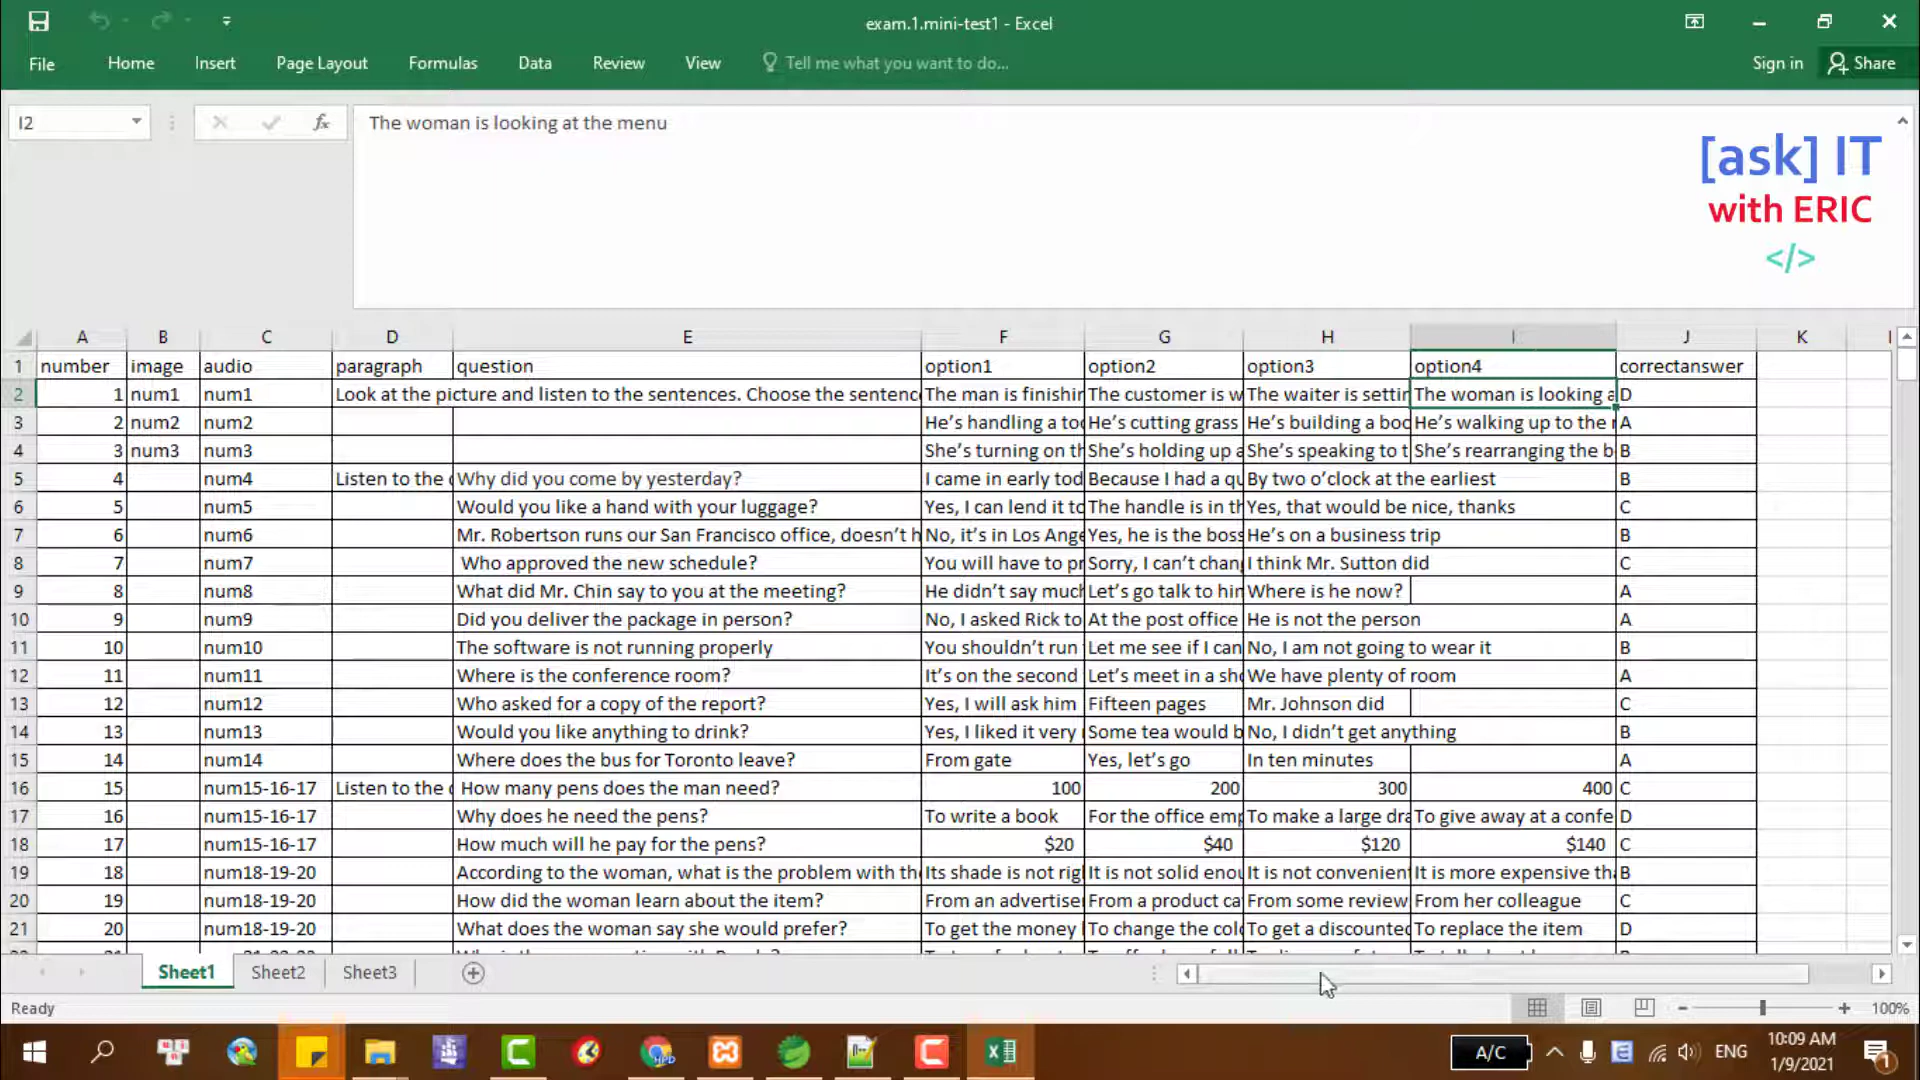 exam.1.mini-test1 - Excel
File Home Insert Page Layout Formulas Data Review View Tell me what you want to do... Sign in Share
I2 fx The woman is looking at the menu
[ask] IT
with ERIC
</>
A B C D E F G H I J K
1 number image audio paragraph question option1 option2 option3 option4 correctanswer
2 1 num1 num1 Look at the picture and listen to the sentences. Choose the sentence The man is finishin The customer is w The waiter is settin The woman is looking a D
3 2 num2 num2 He's handling a too He's cutting grass He's building a boo He's walking up to the r A
4 3 num3 num3 She's turning on th She's holding up a She's speaking to t She's rearranging the b B
5 4 num4 Listen to the Why did you come by yesterday? I came in early tod Because I had a qu By two o'clock at the earliest B
6 5 num5 Would you like a hand with your luggage? Yes, I can lend it to The handle is in th Yes, that would be nice, thanks C
7 6 num6 Mr. Robertson runs our San Francisco office, doesn't h No, it's in Los Ange Yes, he is the boss He's on a business trip B
8 7 num7 Who approved the new schedule? You will have to pr Sorry, I can't chan I think Mr. Sutton did C
9 8 num8 What did Mr. Chin say to you at the meeting? He didn't say much Let's go talk to him Where is he now? A
10 9 num9 Did you deliver the package in person? No, I asked Rick to At the post office He is not the person A
11 10 num10 The software is not running properly You shouldn't run Let me see if I can No, I am not going to wear it B
12 11 num11 Where is the conference room? It's on the second Let's meet in a sho We have plenty of room A
13 12 num12 Who asked for a copy of the report? Yes, I will ask him Fifteen pages Mr. Johnson did C
14 13 num13 Would you like anything to drink? Yes, I liked it very Some tea would b No, I didn't get anything B
15 14 num14 Where does the bus for Toronto leave? From gate Yes, let's go In ten minutes A
16 15 num15-16-17 Listen to the How many pens does the man need? 100 200 300 400 C
17 16 num15-16-17 Why does he need the pens? To write a book For the office emp To make a large dra To give away at a confe D
18 17 num15-16-17 How much will he pay for the pens? $20 $40 $120 $140 C
19 18 num18-19-20 According to the woman, what is the problem with the Its shade is not rig It is not solid enou It is not convenien It is more expensive tha B
20 19 num18-19-20 How did the woman learn about the item? From an advertise From a product ca From some review From her colleague C
21 20 num18-19-20 What does the woman say she would prefer? To get the money To change the col To get a discounte To replace the item D
Sheet1 Sheet2 Sheet3
Ready 100%
A/C ENG 10:09 AM
1/9/2021 1